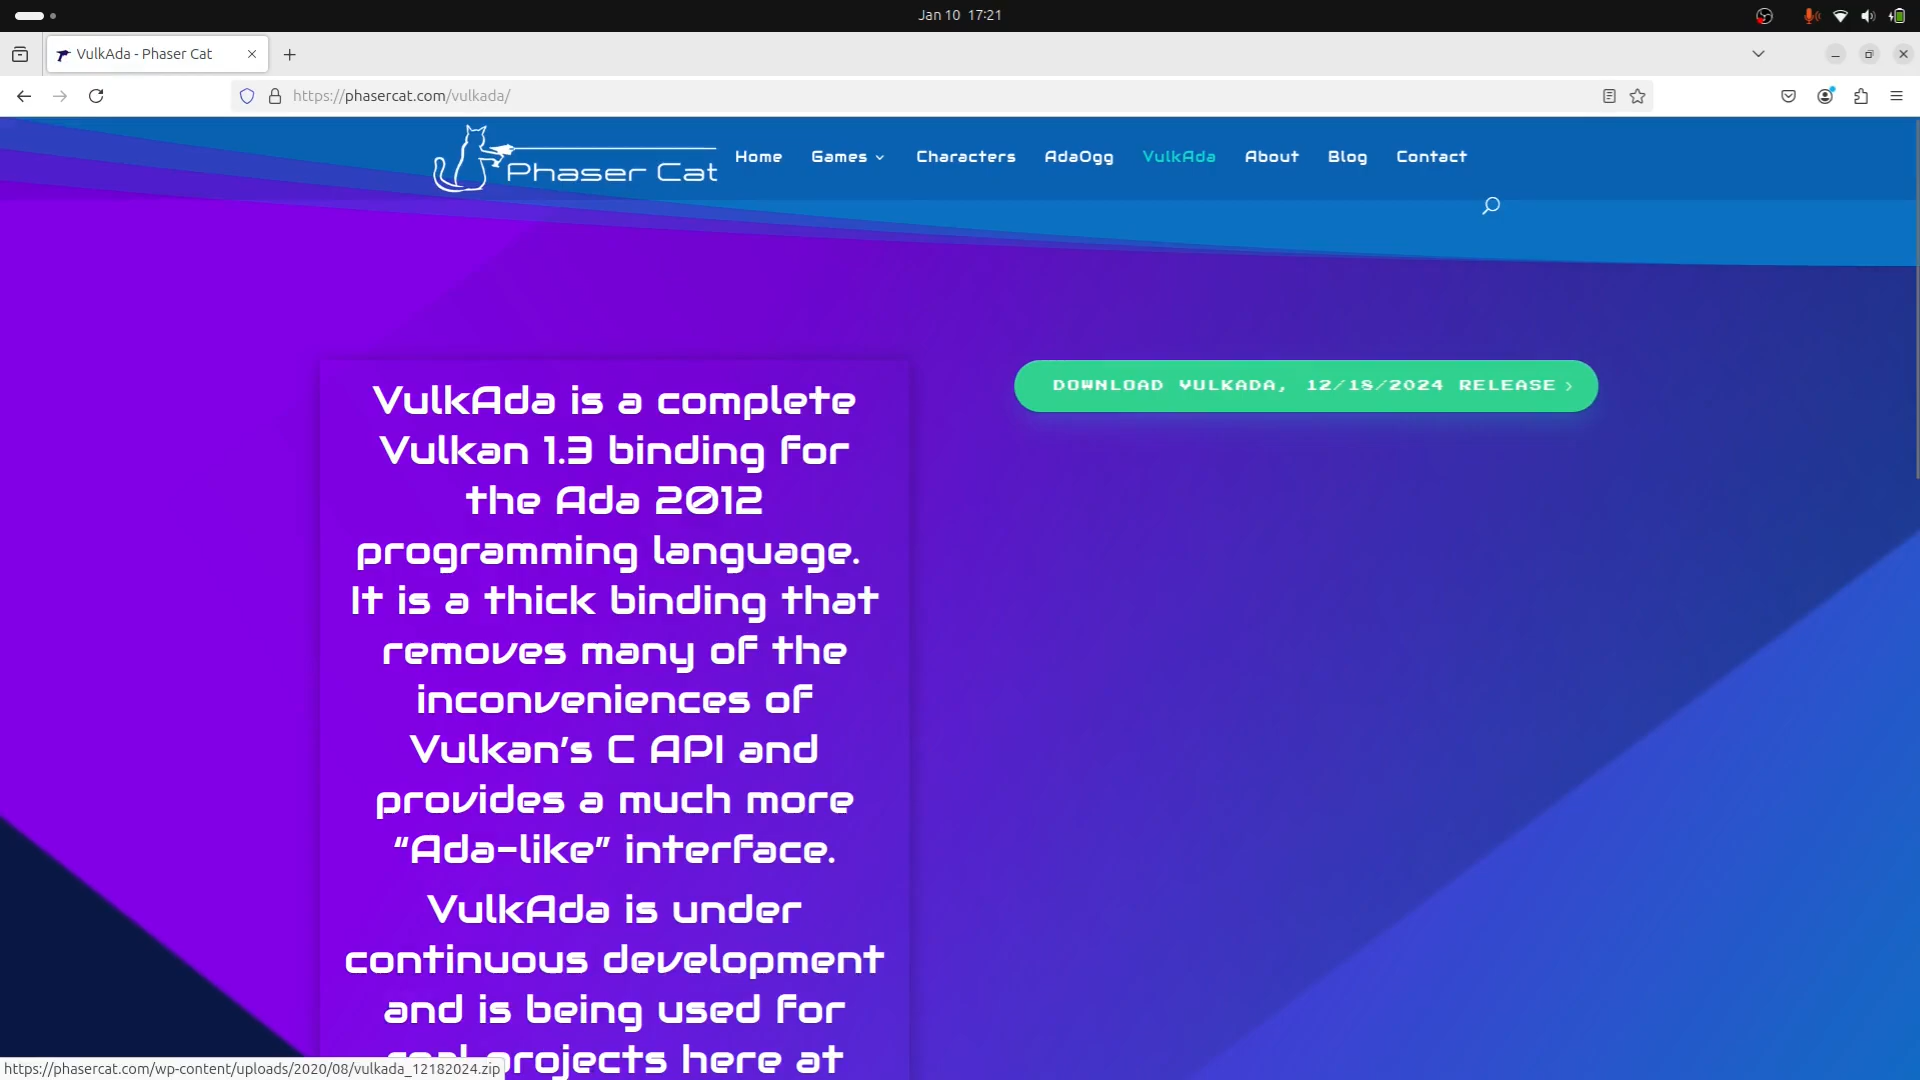 Jan 10 17:21
VulkAda - Phaser Cat
https://phasercat.com/vulkada/
Phaser Cat
Home Games Characters AdaOgg VulkAda About Blog Contact
VulkAda is a complete
Vulkan 1.3 binding for
the Ada 2012
programming language.
It is a thick binding that
removes many of the
inconveniences of
Vulkan's C API and
provides a much more
“Ada-like” interface.
VulkAda is under
continuous development
and is being used for
real projects here at
DOWNLOAD VULKADA, 12/18/2024 RELEASE
https://phasercat.com/wp-content/uploads/2020/08/vulkada_12182024.zip